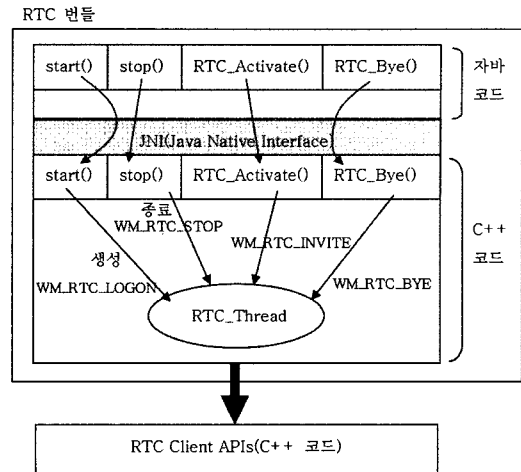 RTC 번들
start() stop() RTC_Activate() RTC_Bye()
자바
코드
JNI(Java Native Interface)
start() stop() RTC_Activate() RTC_Bye()
C++
코드
종료
WM_RTC_STOP
WM_RTC_INVITE
생성
WM_RTC_LOGON
WM_RTC_BYE
RTC_Thread
RTC Client APIs(C++ 코드)